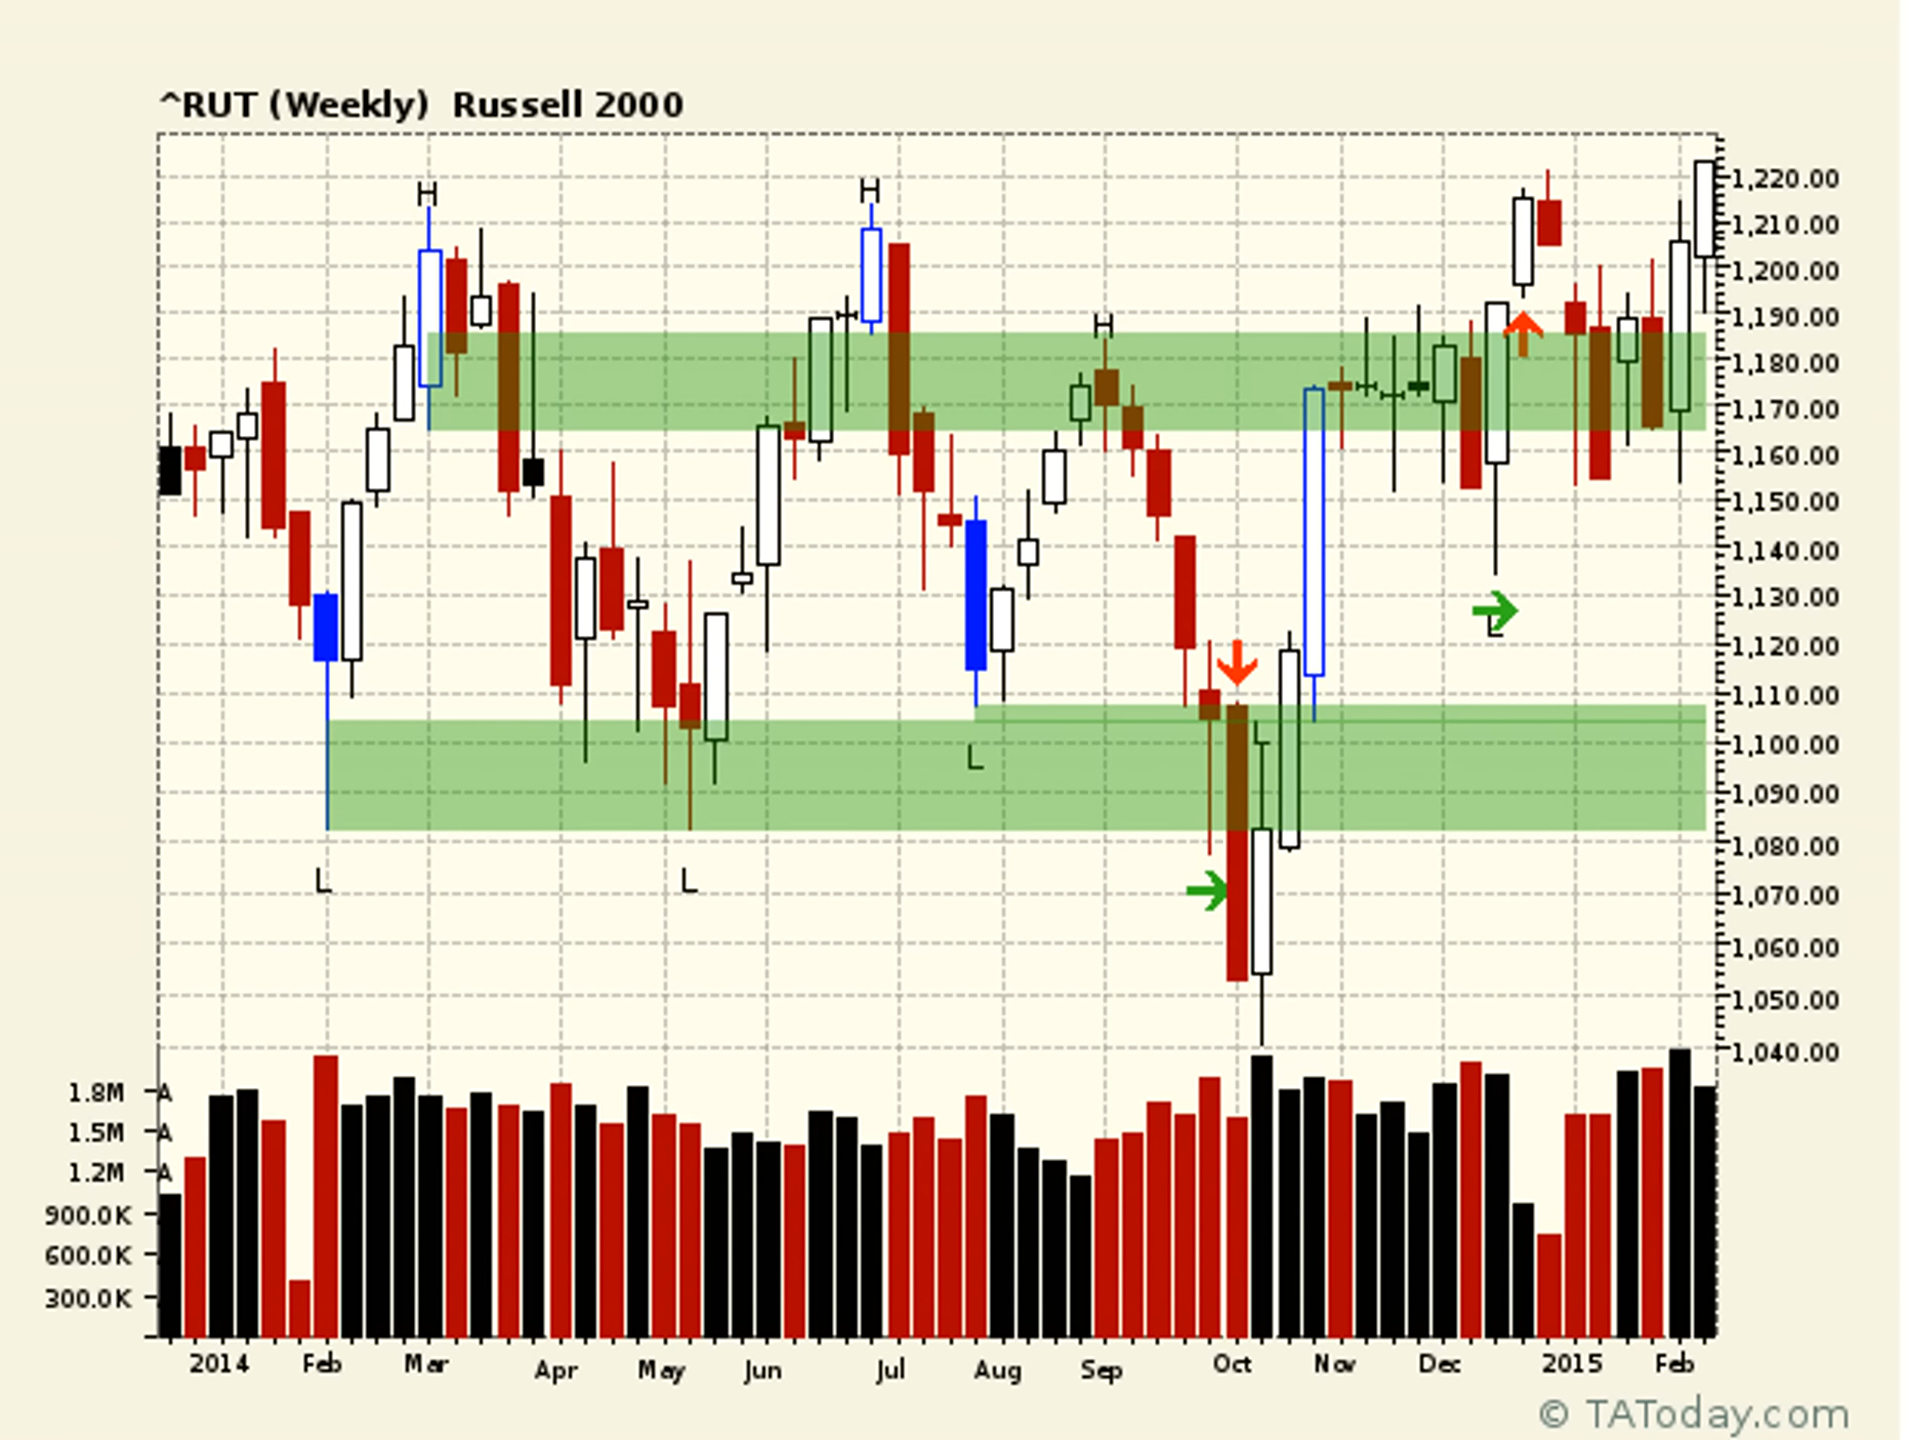 ^RUT (Weekly) Russell 2000
H
H
H
L
L
L
L
1,220.00
1,210.00
1,200.00
1,190.00
1,180.00
1,170.00
1,160.00
1,150.00
1,140.00
1,130.00
1,120.00
1,110.00
1,100.00
1,090.00
1,080.00
1,070.00
1,060.00
1,050.00
1,040.00
1.8M A
1.5M A
1.2M A
900.0K
600.0K
300.0K
2014 Feb Mar Apr May Jun Jul Aug Sep Oct Nov Dec 2015 Feb
© TAToday.com